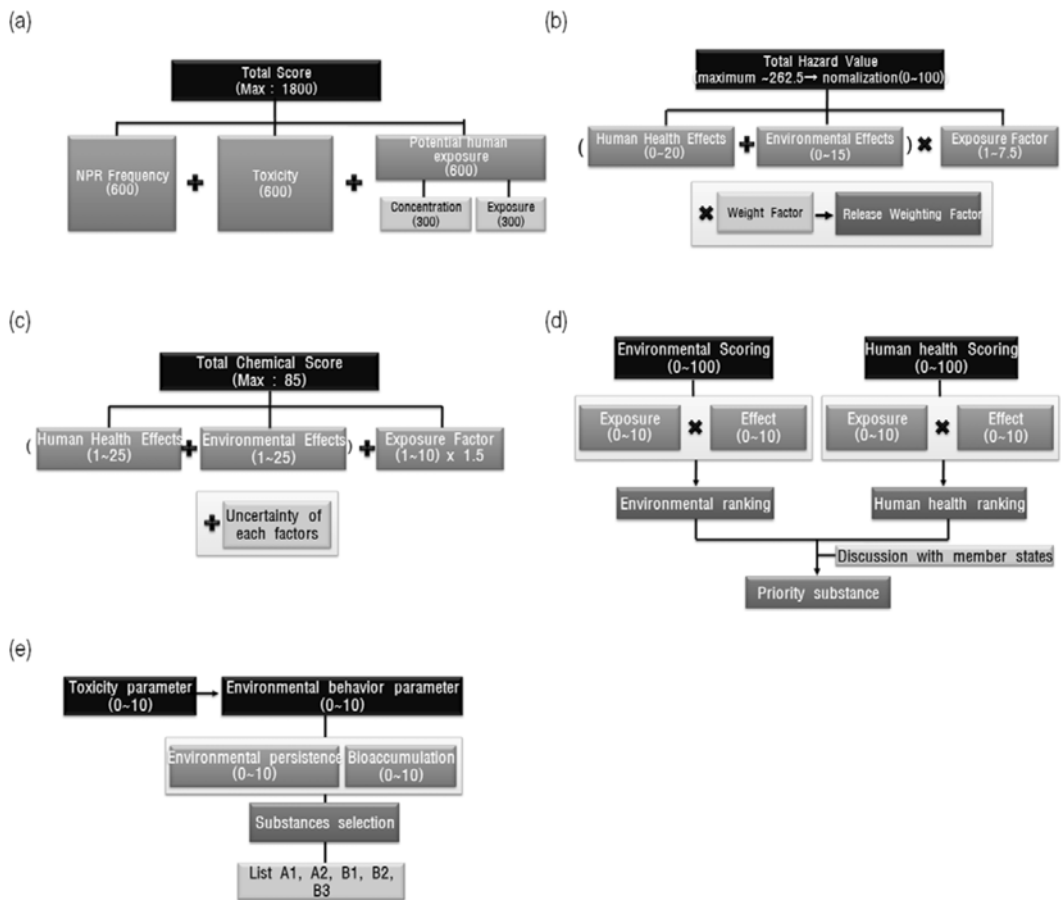 (a)
Total Score
(Max : 1800)
NPR Frequency
(600)
✚
Toxicity
(600)
✚
Potential human
exposure
(600)
Concentration
(300)
Exposure
(300)
(b)
Total Hazard Value
(maximum ~262.5→ nomalization(0~100)
(
Human Health Effects
(0~20)
✚
Environmental Effects
(0~15)
)
✖
Exposure Factor
(1~7.5)
✖
Weight Factor
Release Weighting Factor
(c)
Total Chemical Score
(Max : 85)
(
Human Health Effects
(1~25)
✚
Environmental Effects
(1~25)
)
✚
Exposure Factor
(1~10) x 1.5
✚
Uncertainty of
each factors
(d)
Environmental Scoring
(0~100)
Human health Scoring
(0~100)
Exposure
(0~10)
✖
Effect
(0~10)
Exposure
(0~10)
✖
Effect
(0~10)
Environmental ranking
Human health ranking
Discussion with member states
Priority substance
(e)
Toxicity parameter
(0~10)
Environmental behavior parameter
(0~10)
Environmental persistence
(0~10)
Bioaccumulation
(0~10)
Substances selection
List A1, A2, B1, B2,
B3